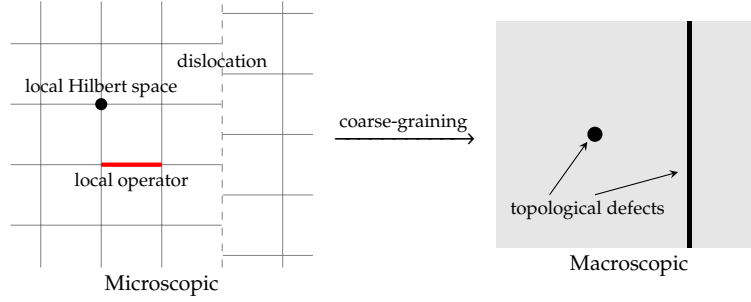 dislocation
local Hilbert space
local operator
Microscopic
coarse-graining
topological defects
Macroscopic